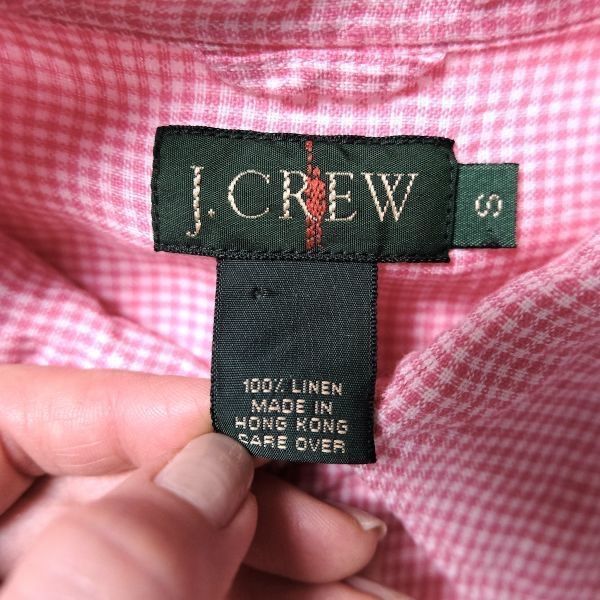 J.CREW
S
100% LINEN
MADE IN
HONG KONG
CARE OVER